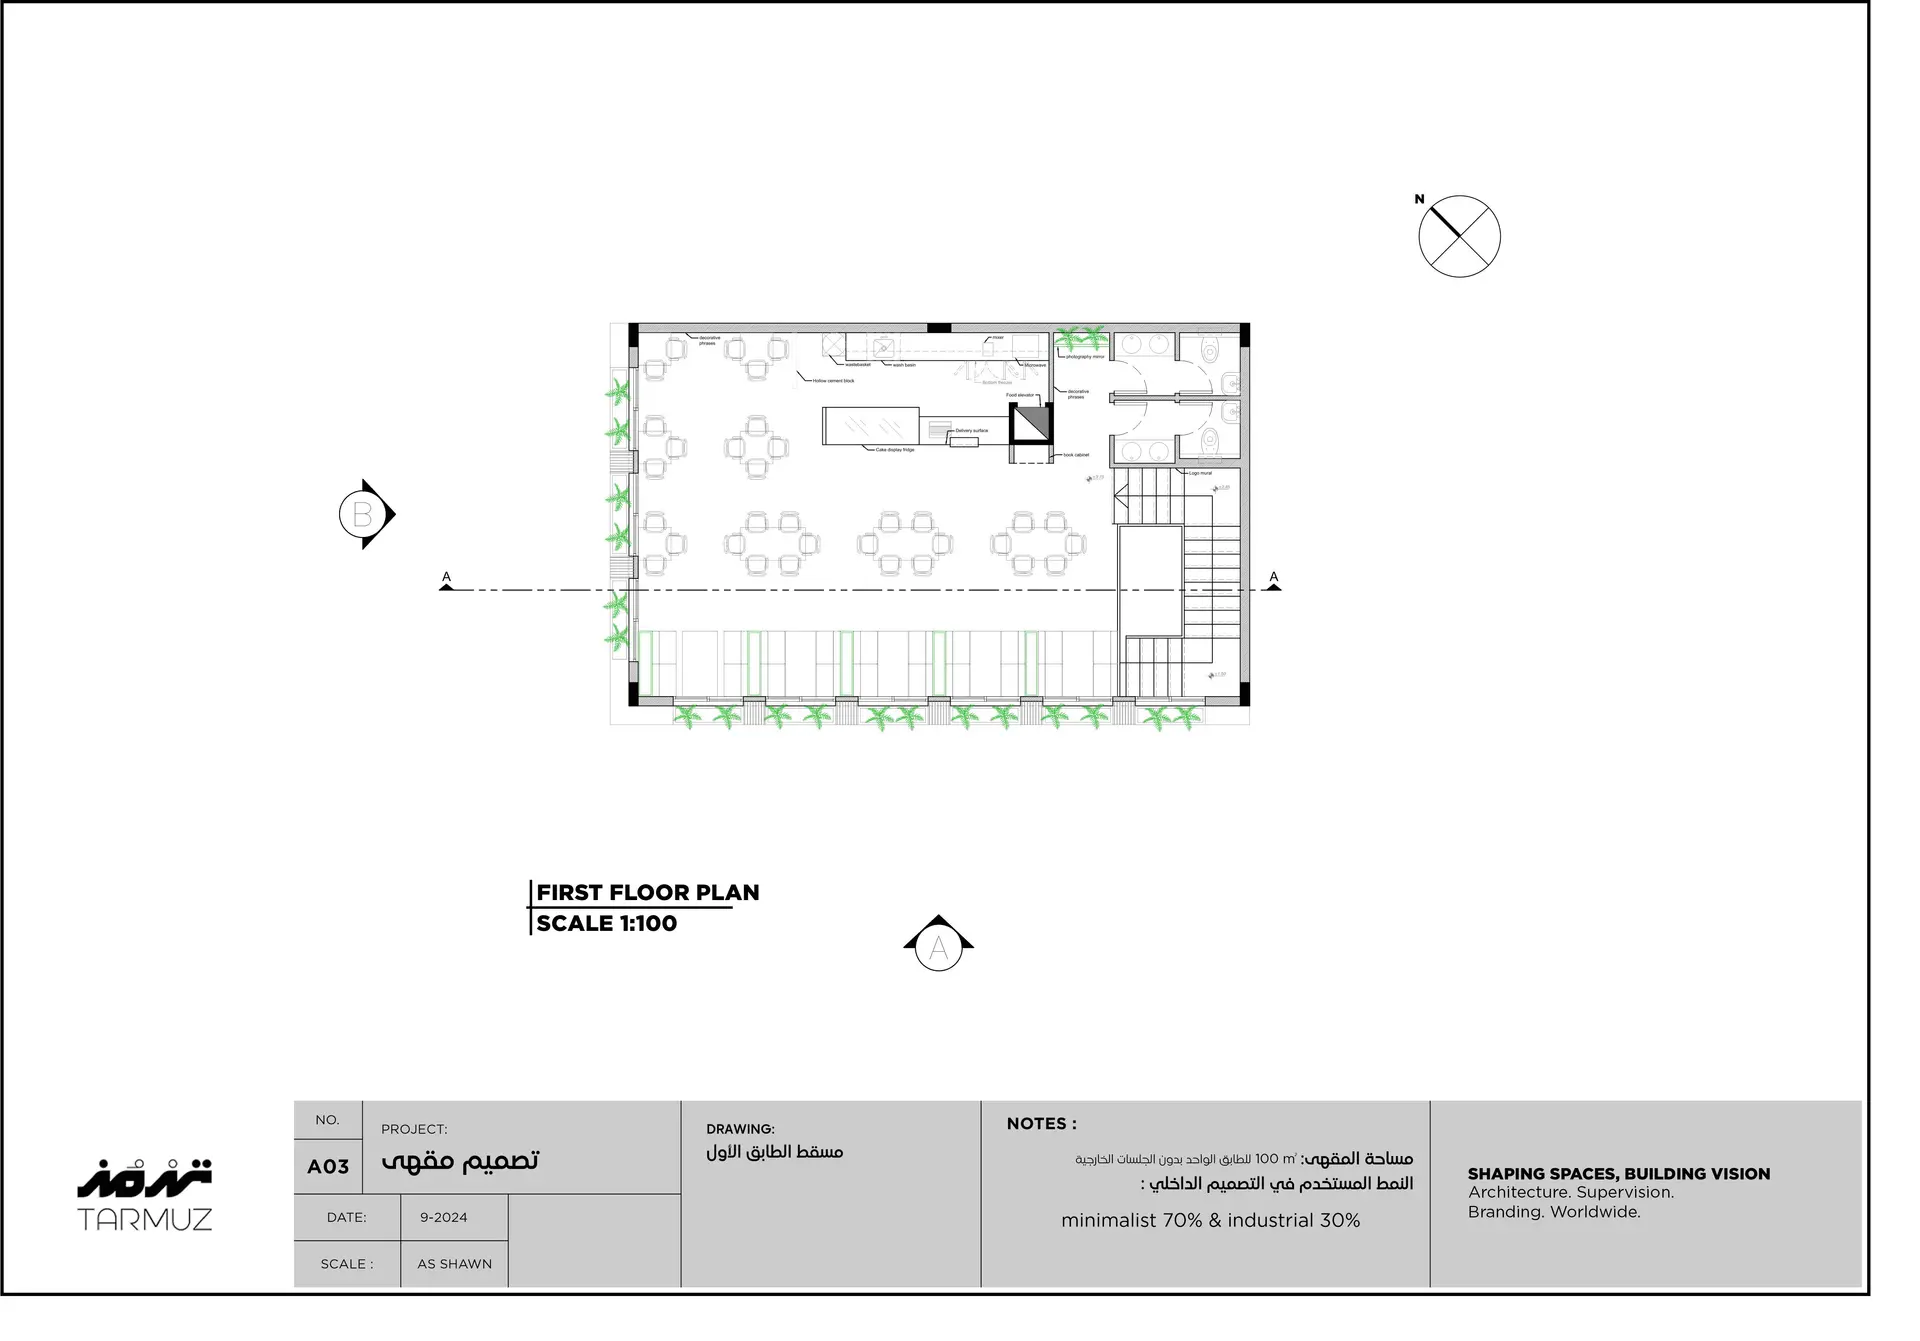 N
decorative
phrases
mixer
wastebasket
wash basin
Microwave
photography mirror
Hollow cement block
decorative
phrases
Food elevator
Delivery surface
Cake display fridge
book cabinet
Logo mural
B
A
A
FIRST FLOOR PLAN
SCALE 1:100
A
NO.
A03
PROJECT:
تصميم مقهى
DATE:
9-2024
SCALE :
AS SHAWN
DRAWING:
مسقط الطابق الأول
NOTES :
مساحة المقهى: 100 m² للطابق الواحد بدون الجلسات الخارجية
النمط المستخدم في التصميم الداخلي :
minimalist 70% & industrial 30%
SHAPING SPACES, BUILDING VISION
Architecture. Supervision.
Branding. Worldwide.
ترمز
TARMUZ